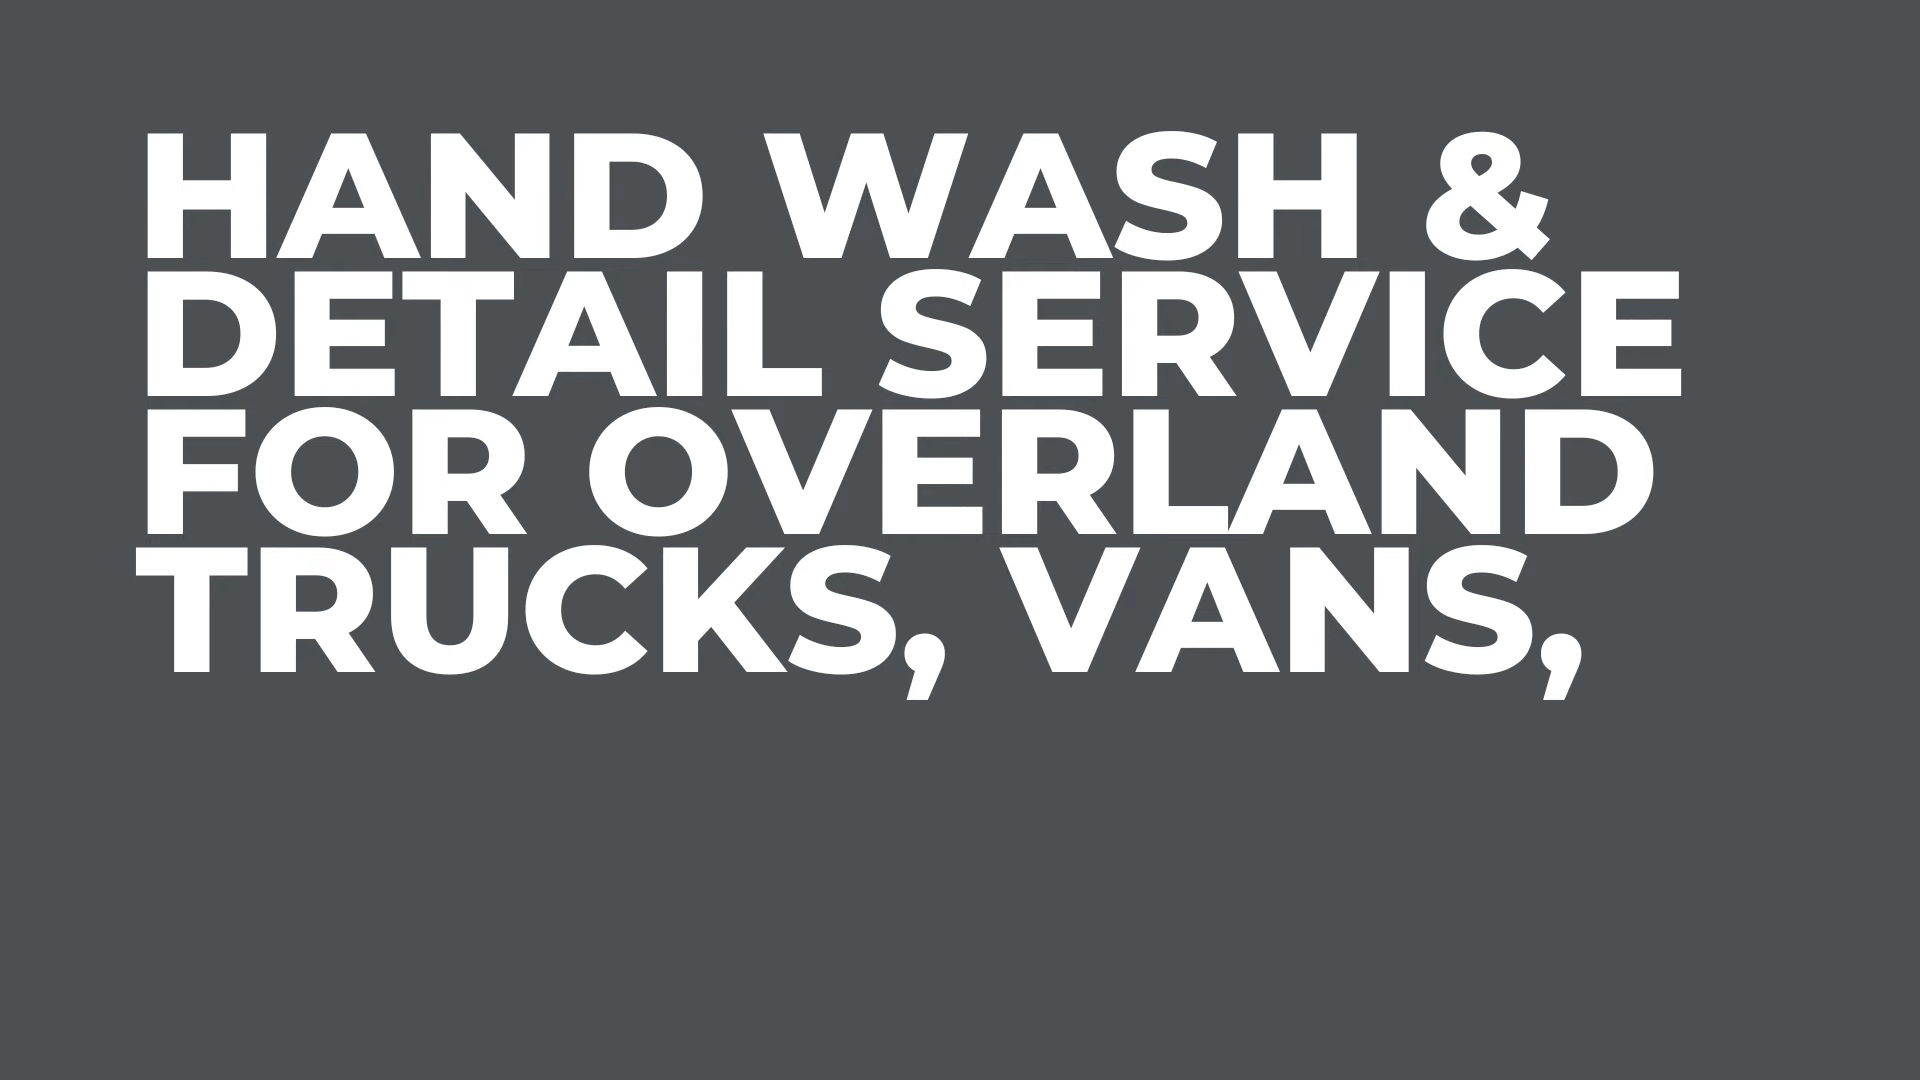 HAND WASH &
DETAIL SERVICE
FOR OVERLAND
TRUCKS, VANS,